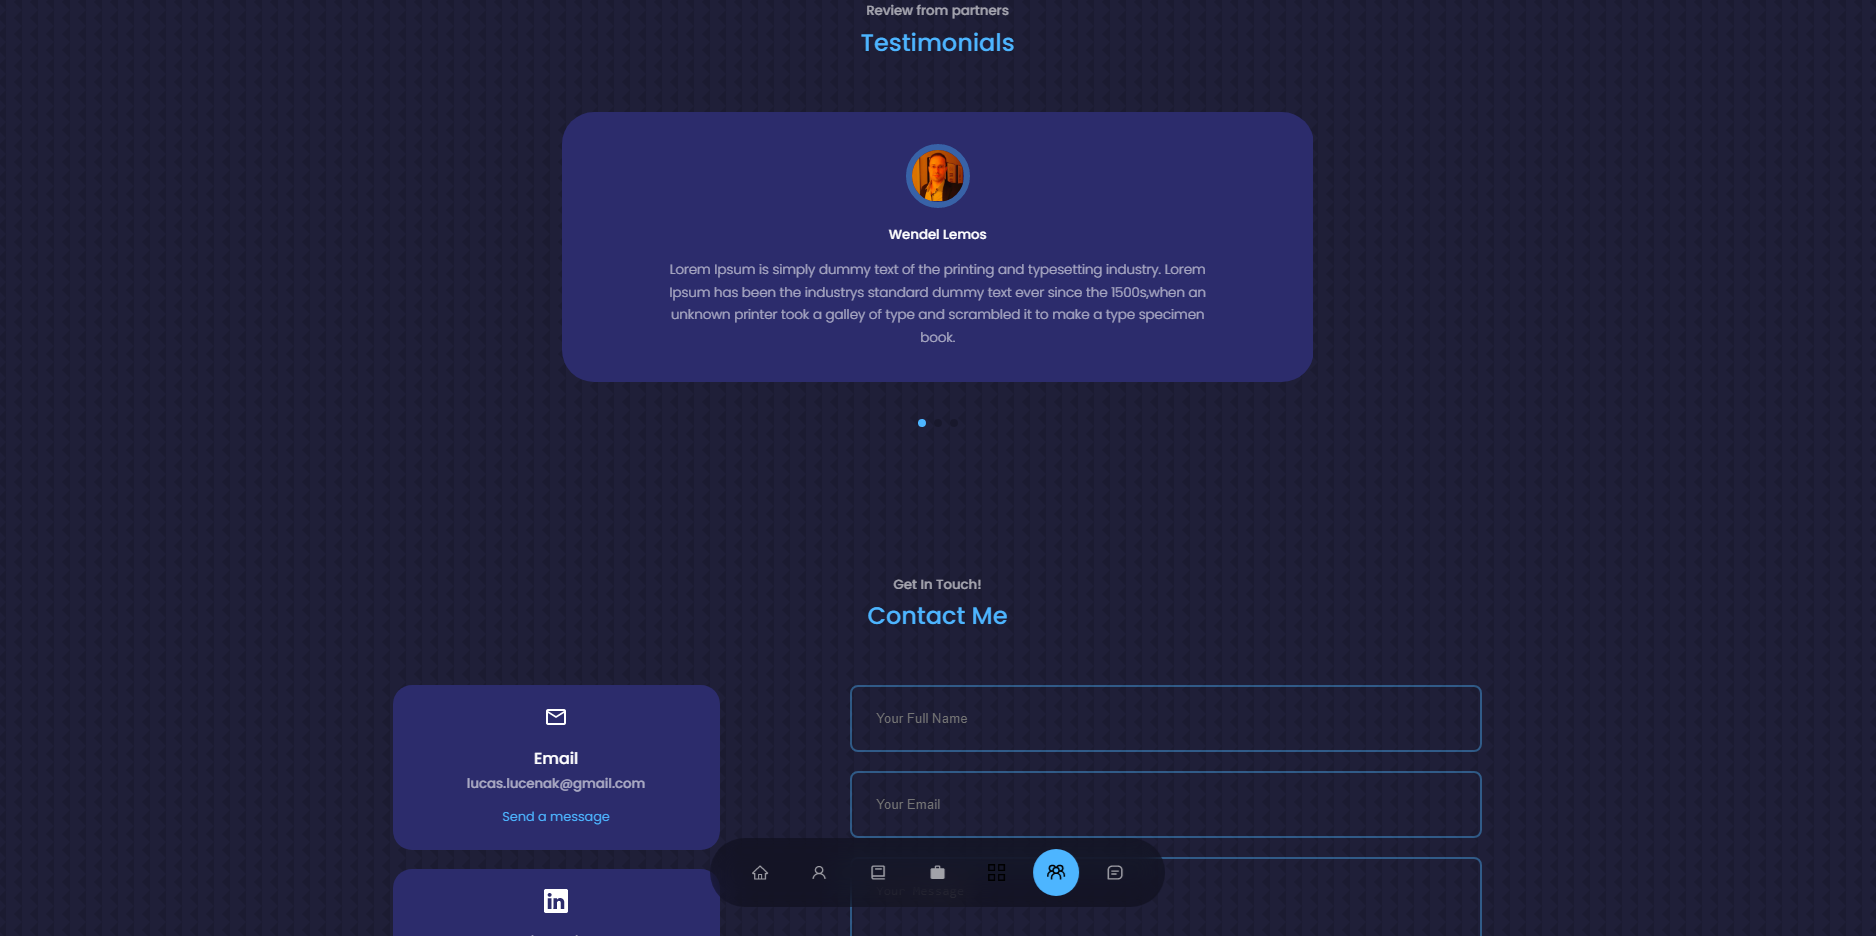 Review from partners
Testimonials
Wendel Lemos
Lorem Ipsum is simply dummy text of the printing and typesetting industry. Lorem
Ipsum has been the industrys standard dummy text ever since the 1500s,when an
unknown printer took a galley of type and scrambled it to make a type specimen
book.
Get In Touch!
Contact Me
Email
lucas.lucenak@gmail.com
Send a message
in
Your Full Name
Your Email
Your Message